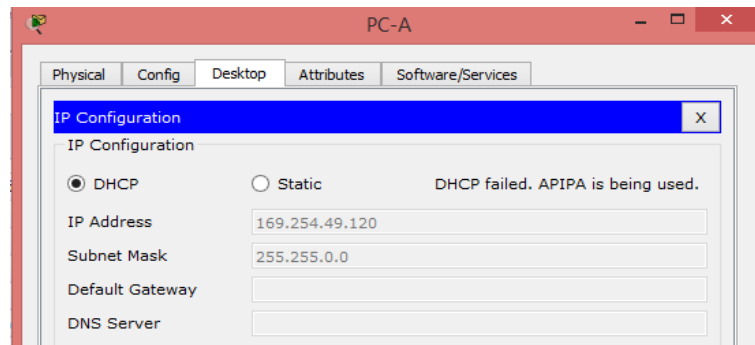 PC-A
Physical Config Desktop Attributes Software/Services
IP Configuration X
IP Configuration
DHCP Static DHCP failed. APIPA is being used.
IP Address 169.254.49.120
Subnet Mask 255.255.0.0
Default Gateway
DNS Server